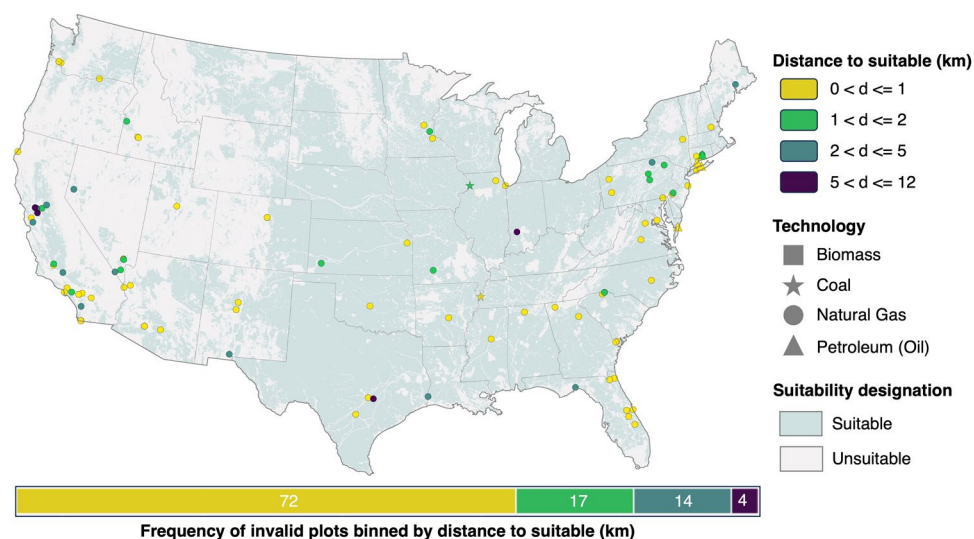 Distance to suitable (km)
0 < d <= 1
1 < d <= 2
2 < d <= 5
5 < d <= 12
Technology
Biomass
Coal
Natural Gas
Petroleum (Oil)
Suitability designation
Suitable
Unsuitable
72 17 14 4
Frequency of invalid plots binned by distance to suitable (km)